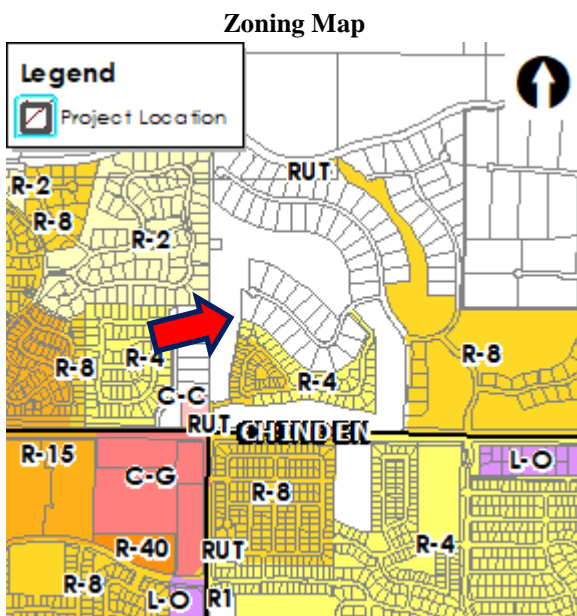 Zoning Map
Legend
Project Location
RUT
R-2
R-8
R-2
R-8
R-4
R-8
C-C
R-4
RUT
CHINDEN
R-15
C-G
L-O
R-8
R-40
RUT
R-4
R-8
L-O
R1